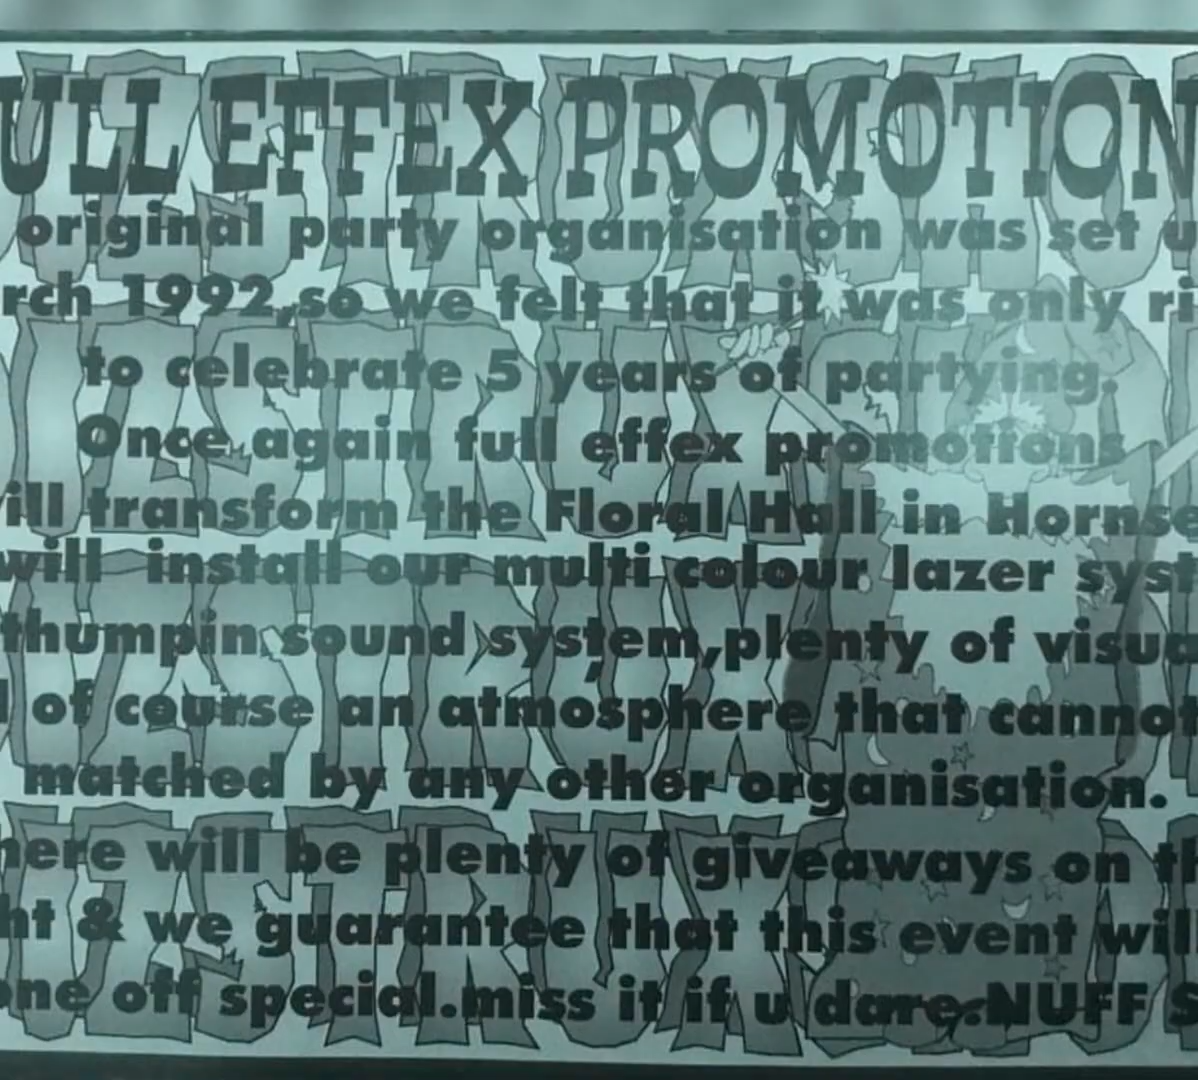 ULL EFFEX PROMOTION
original party organisation was set u
rch 1992,so we felt that it was only ri
to celebrate 5 years of partying.
Once again full effex promotions
ill transform the Floral Hall in Hornse
will install our multi colour lazer syst
thumpin sound system,plenty of visua
l of course an atmosphere that cannot
matched by any other organisation.
here will be plenty of giveaways on th
ht & we guarantee that this event will
one off special.miss it if u dare.NUFF S